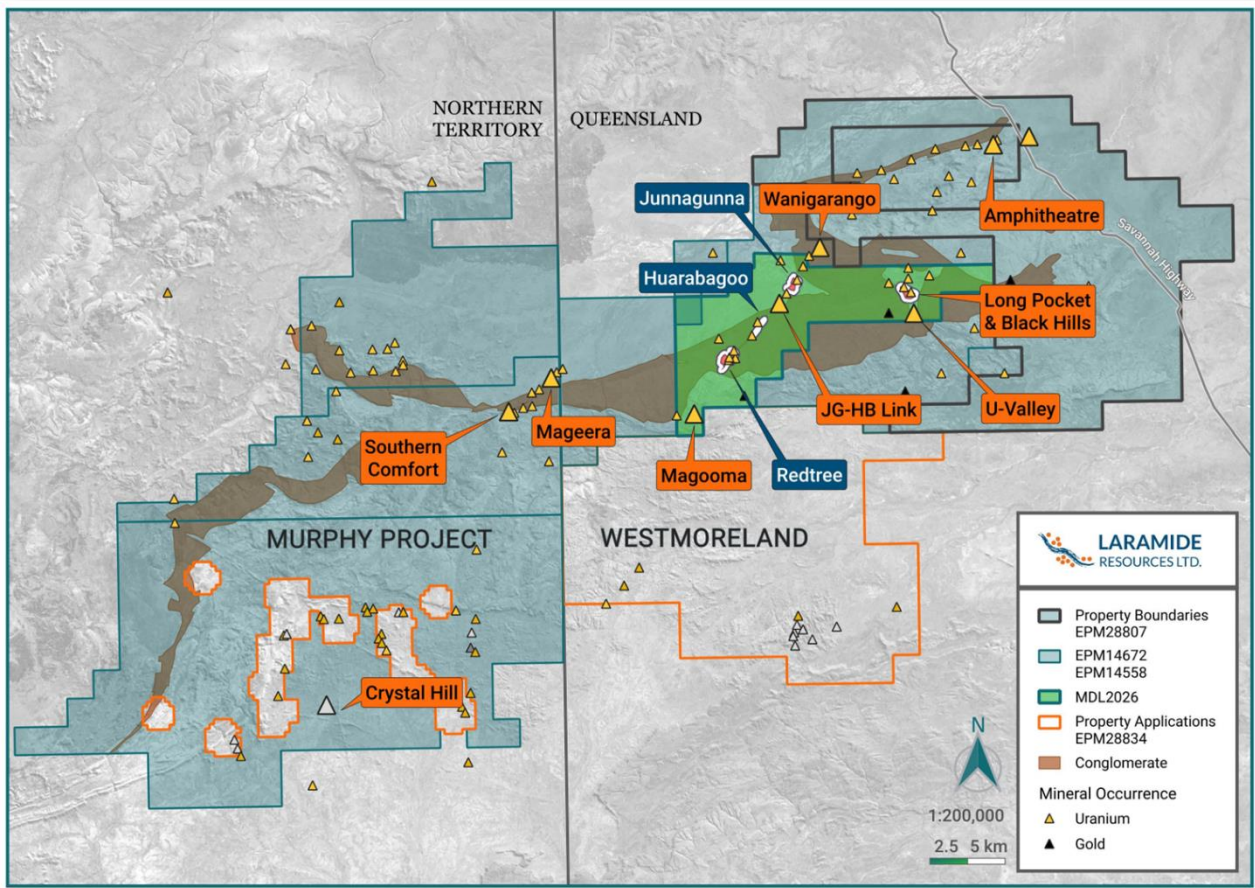 NORTHERN
TERRITORY
QUEENSLAND
Junnagunna
Wanigarango
Amphitheatre
Savannah Highway
Huarabagoo
Long Pocket
& Black Hills
JG-HB Link
U-Valley
Mageera
Southern
Comfort
Magooma
Redtree
MURPHY PROJECT
WESTMORELAND
Crystal Hill
LARAMIDE
RESOURCES LTD.
Property Boundaries
EPM28807
EPM14672
EPM14558
MDL2026
Property Applications
EPM28834
Conglomerate
Mineral Occurrence
Uranium
Gold
N
1:200,000
2.5 5 km